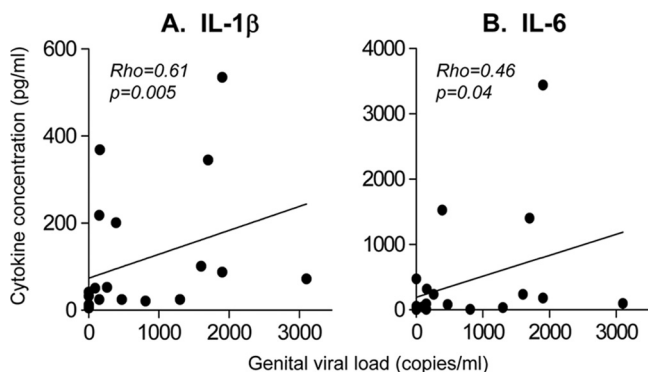 A. IL-1β
B. IL-6
Cytokine concentration (pg/ml)
600
400
200
0
Rho=0.61
p=0.005
0
1000
2000
3000
4000
3000
2000
1000
0
Rho=0.46
p=0.04
0
1000
2000
3000
Genital viral load (copies/ml)